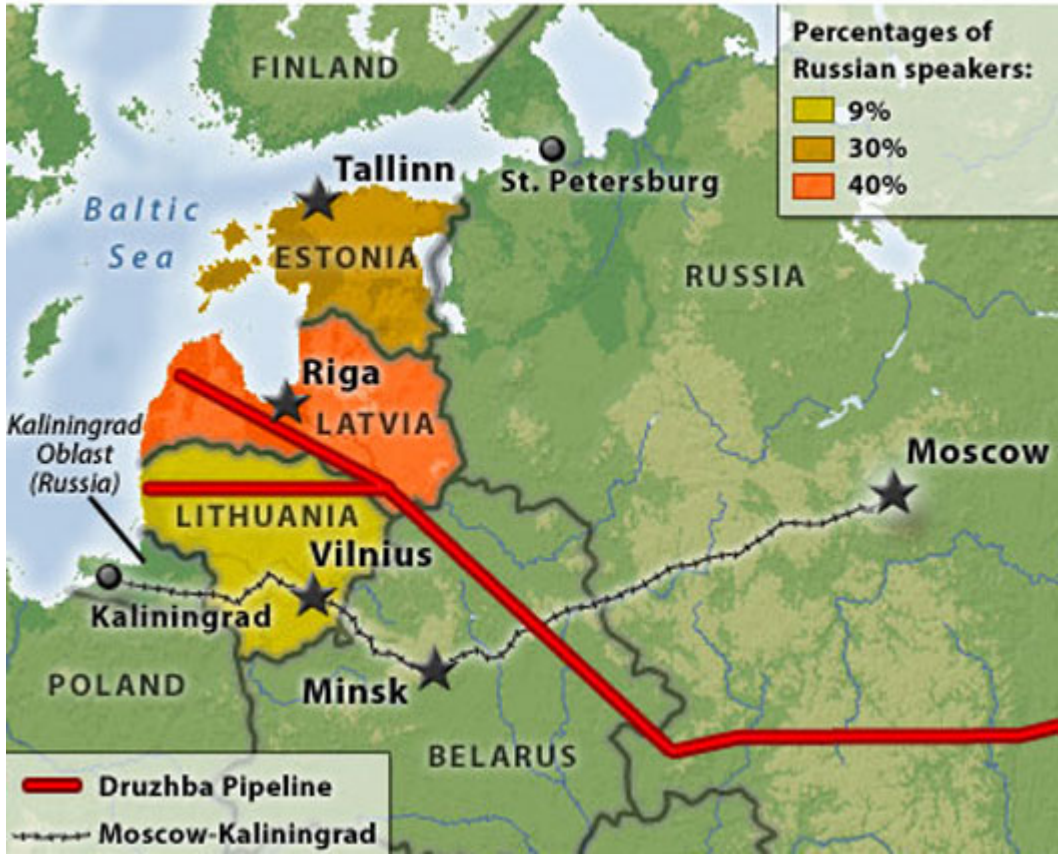 FINLAND
Percentages of
Russian speakers:
9%
30%
40%
Tallinn
St. Petersburg
Baltic
Sea
ESTONIA
RUSSIA
Riga
LATVIA
Kaliningrad
Oblast
(Russia)
Moscow
LITHUANIA
Vilnius
Kaliningrad
Minsk
POLAND
BELARUS
Druzhba Pipeline
Moscow-Kaliningrad